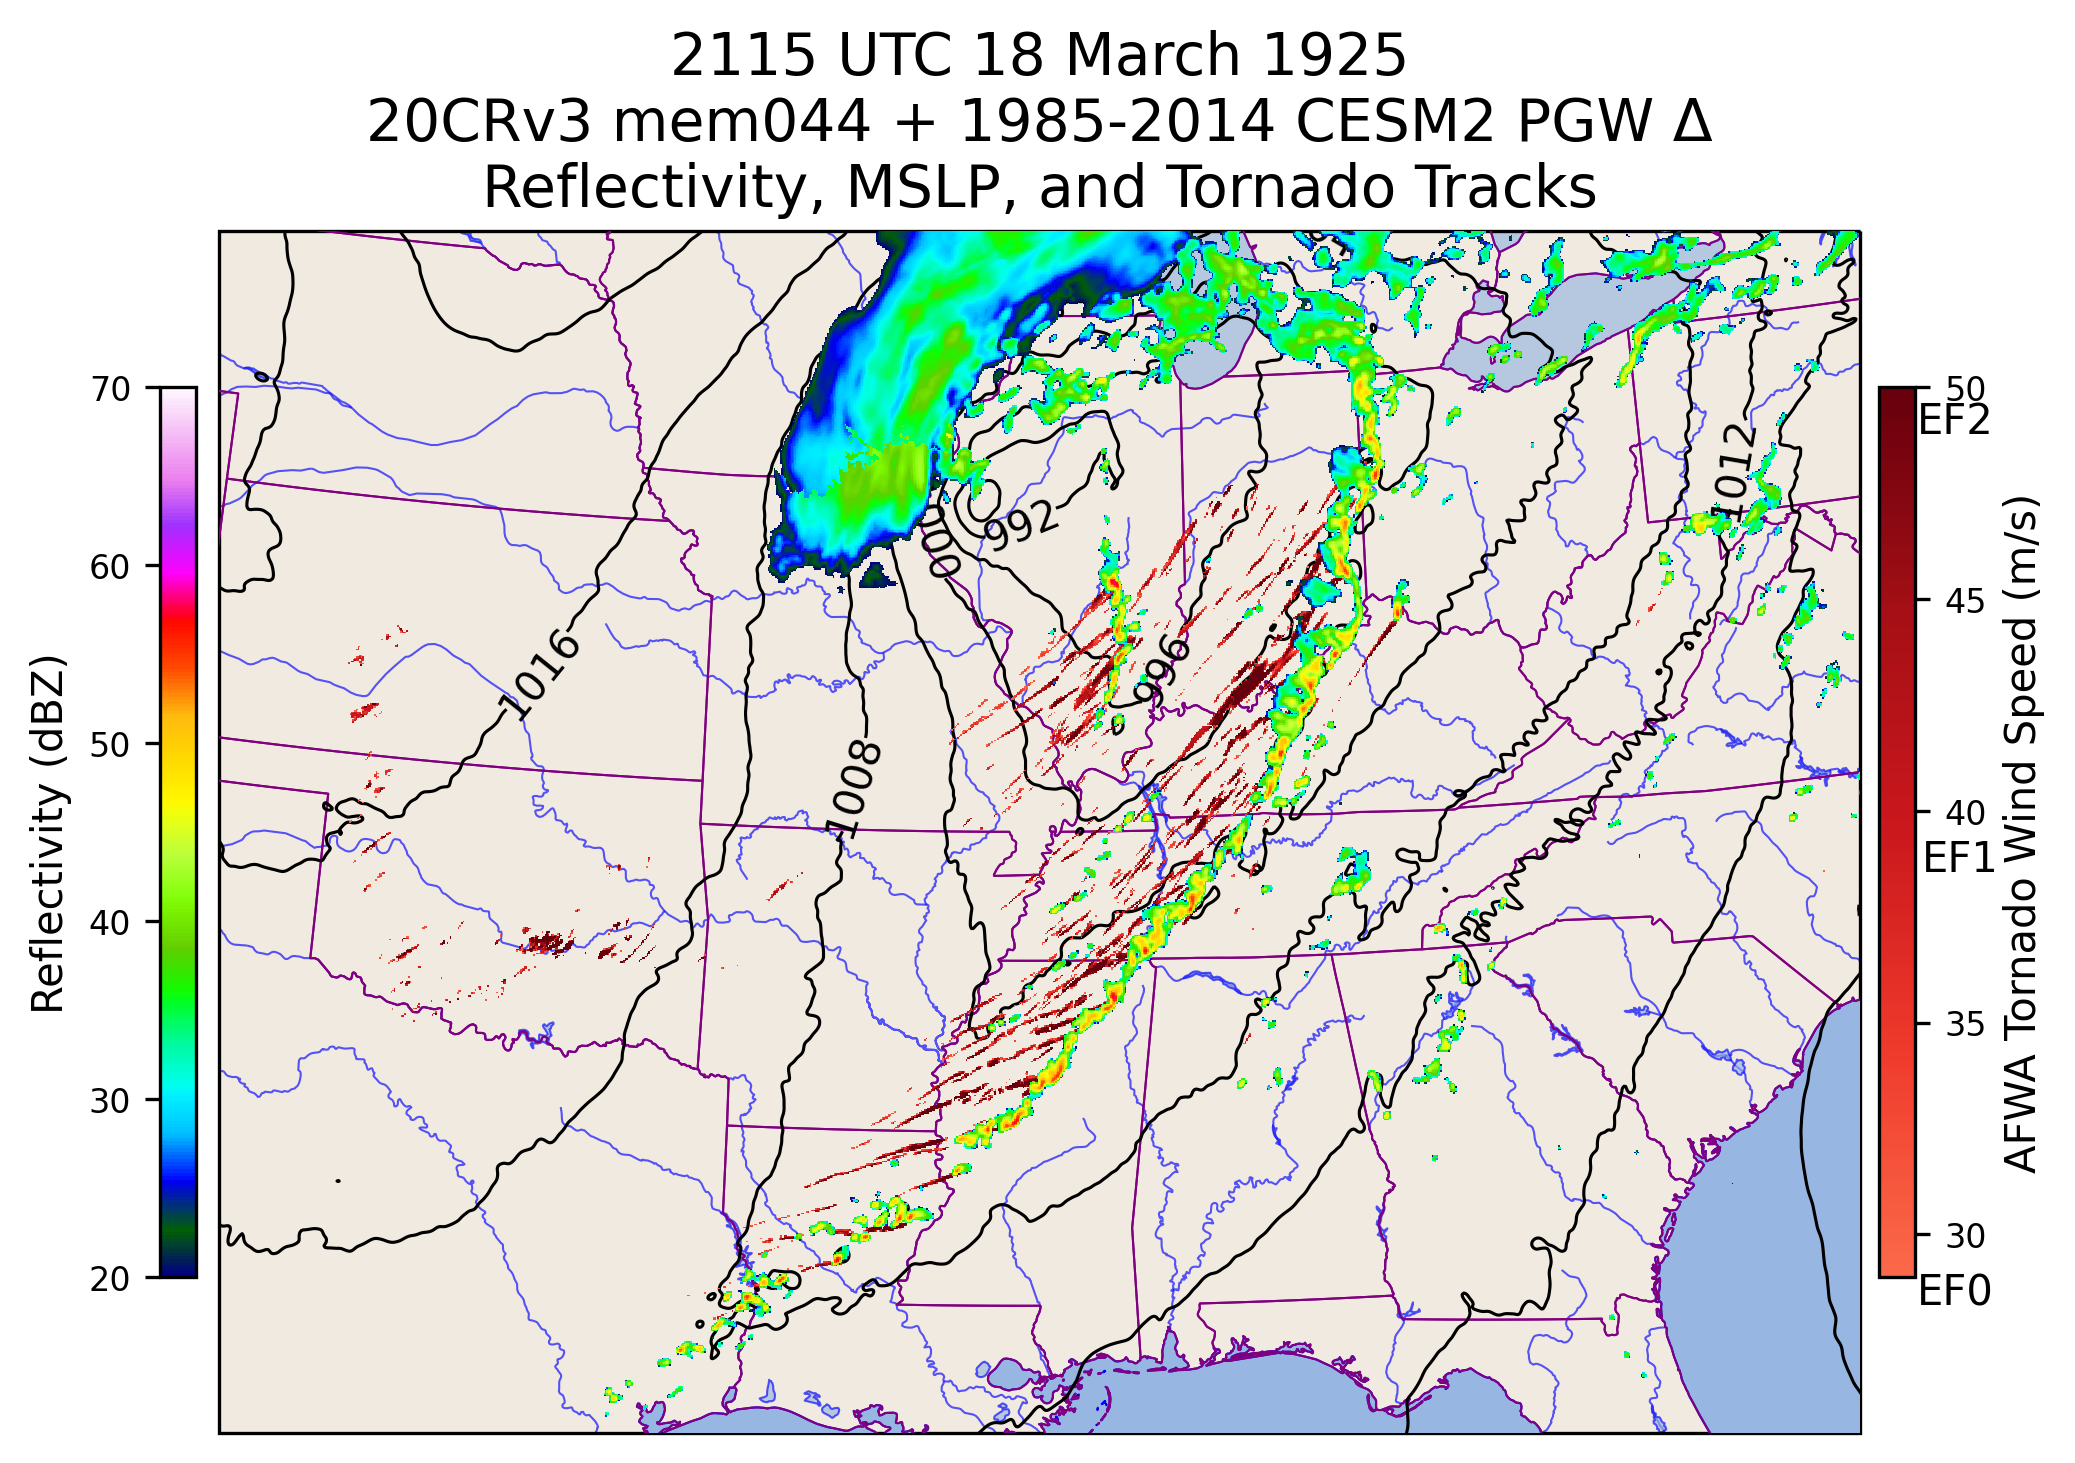 2115 UTC 18 March 1925
20CRv3 mem044 + 1985-2014 CESM2 PGW Δ
Reflectivity, MSLP, and Tornado Tracks
Reflectivity (dBZ)
70
60
50
40
30
20
1016
1008
1012
992
996
50
EF2
45
40
EF1
35
30
EF0
AFWA Tornado Wind Speed (m/s)